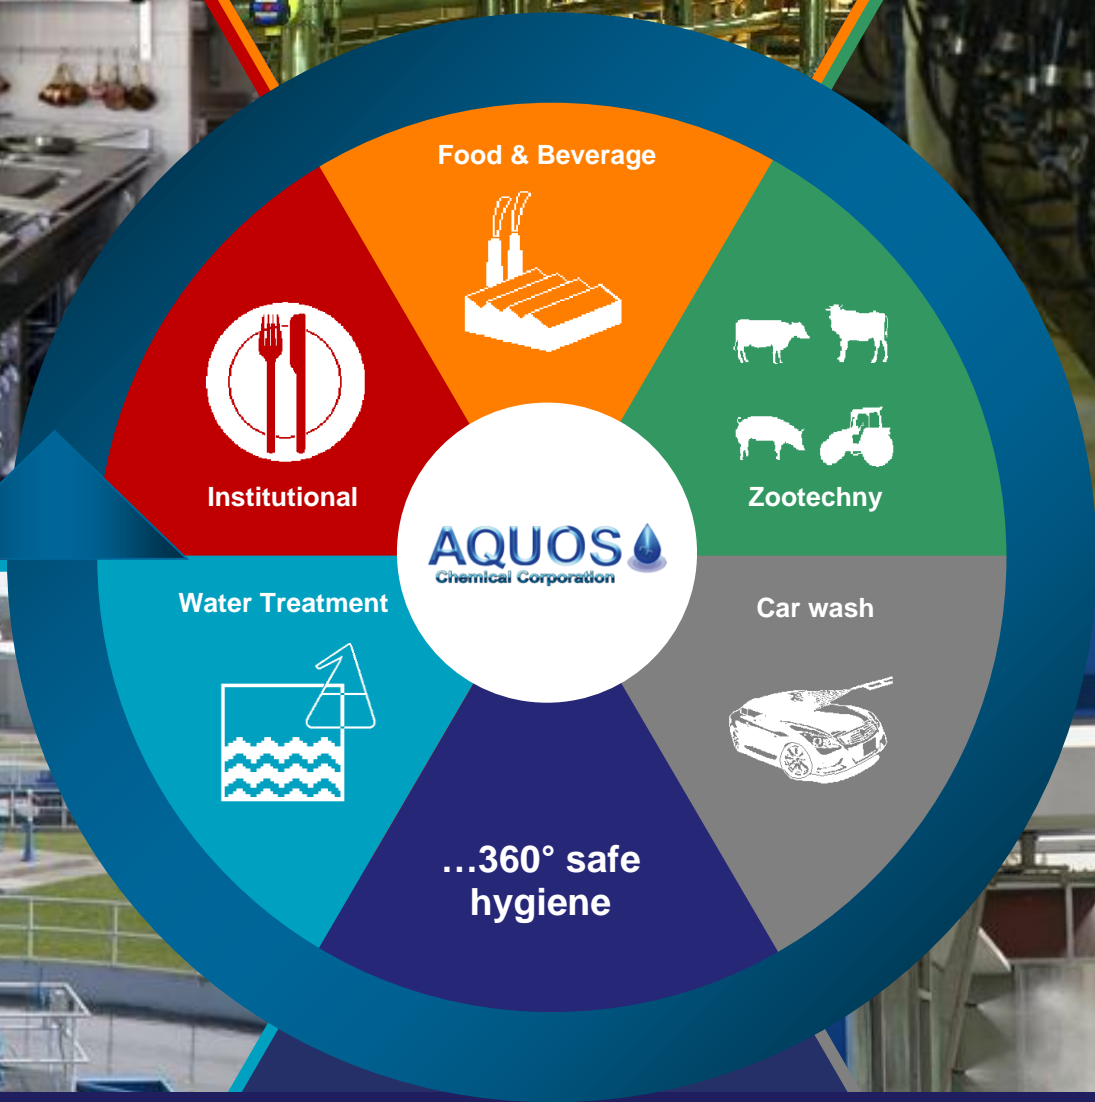 Food & Beverage
Institutional
Zootechny
AQUOS
Chemical Corporation
Water Treatment
Car wash
…360° safe
hygiene